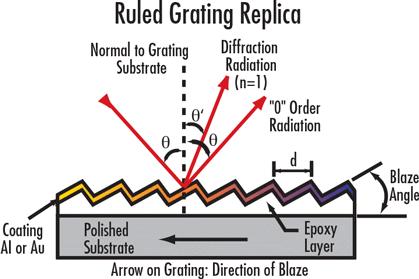 Ruled Grating Replica
Normal to Grating
Substrate
Diffraction
Radiation
(n=1)
"0" Order
Radiation
θ
θ'
θ
d
Blaze
Angle
Coating
Al or Au
Polished
Substrate
Epoxy
Layer
Arrow on Grating: Direction of Blaze